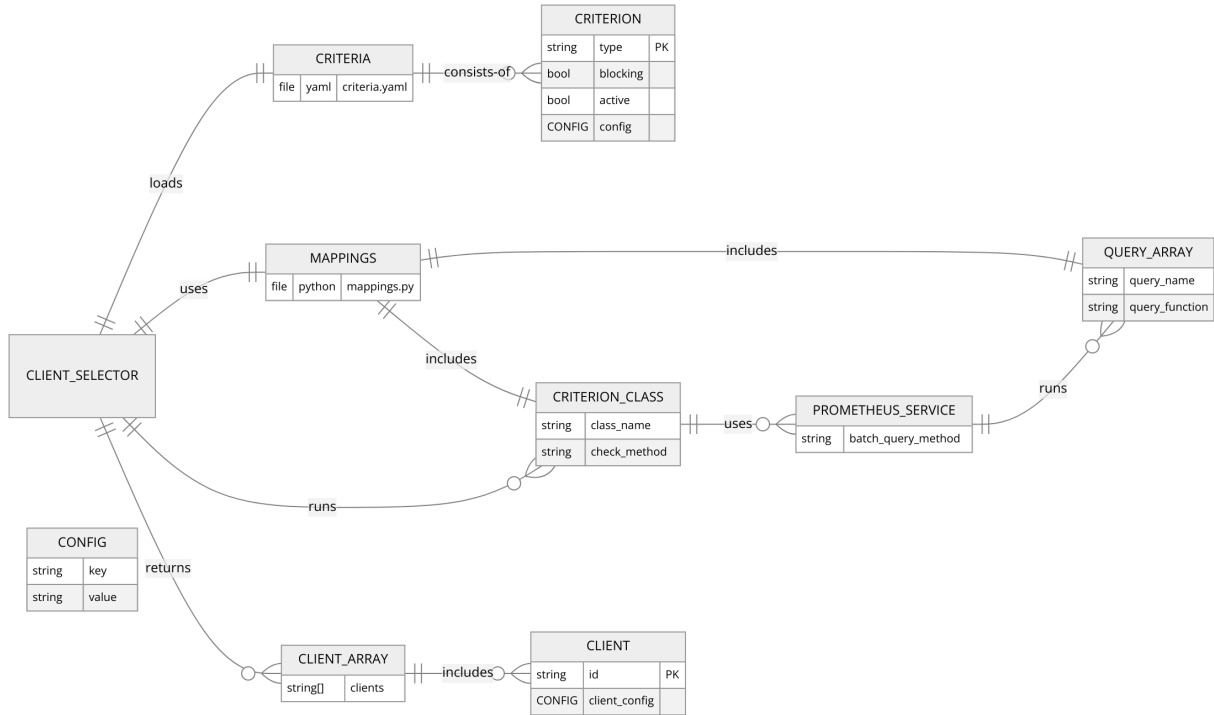 CRITERION
string type PK
bool blocking
bool active
CONFIG config
CRITERIA
file yaml criteria.yaml
consists-of
loads
MAPPINGS
file python mappings.py
includes
QUERY_ARRAY
string query_name
string query_function
uses
includes
CLIENT_SELECTOR
CRITERION_CLASS
string class_name
string check_method
uses
PROMETHEUS_SERVICE
string batch_query_method
runs
runs
CONFIG
string key
string value
returns
CLIENT_ARRAY
string[] clients
includes
CLIENT
string id PK
CONFIG client_config